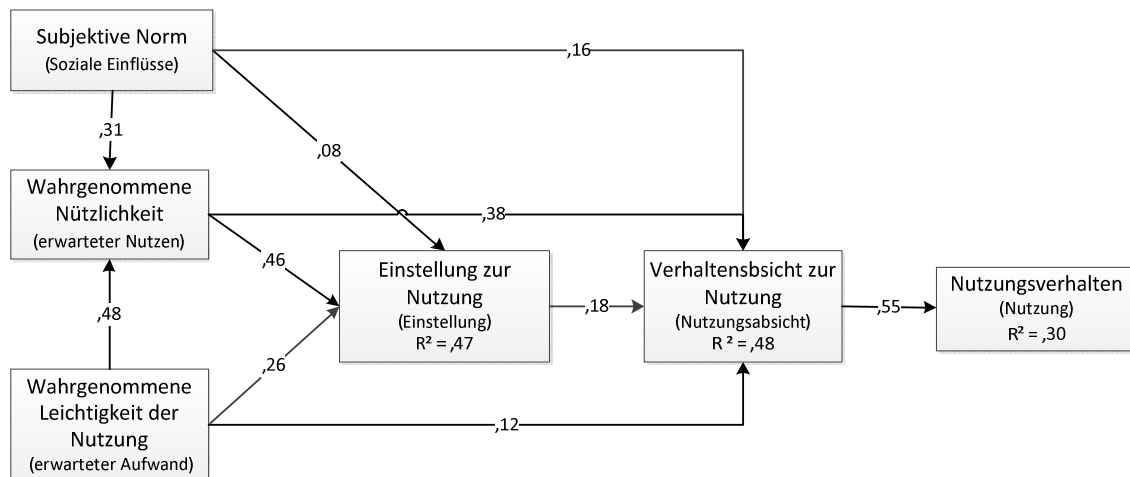 Subjektive Norm
(Soziale Einflüsse)
,16
,31
,08
Wahrgenommene
Nützlichkeit
(erwarteter Nutzen)
,38
,46
Einstellung zur
Nutzung
(Einstellung)
R² = ,47
Verhaltensbsicht zur
Nutzung
(Nutzungsabsicht)
R ² = ,48
Nutzungsverhalten
(Nutzung)
R² = ,30
,48
,18
,55
,26
Wahrgenommene
Leichtigkeit der
Nutzung
(erwarteter Aufwand)
,12